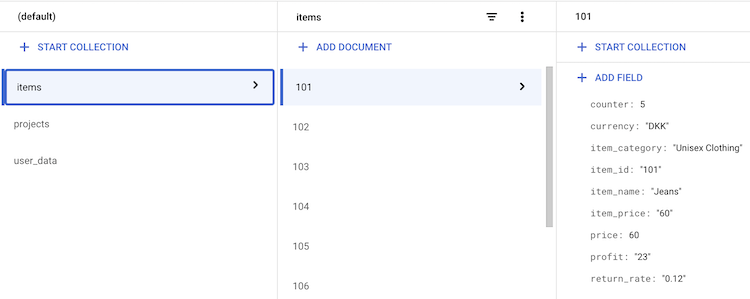 (default)
+ START COLLECTION
items
projects
user_data
items
+ ADD DOCUMENT
101
102
103
104
105
106
101
+ START COLLECTION
+ ADD FIELD
counter: 5
currency: "DKK"
item_category: "Unisex Clothing"
item_id: "101"
item_name: "Jeans"
item_price: "60"
price: 60
profit: "23"
return_rate: "0.12"